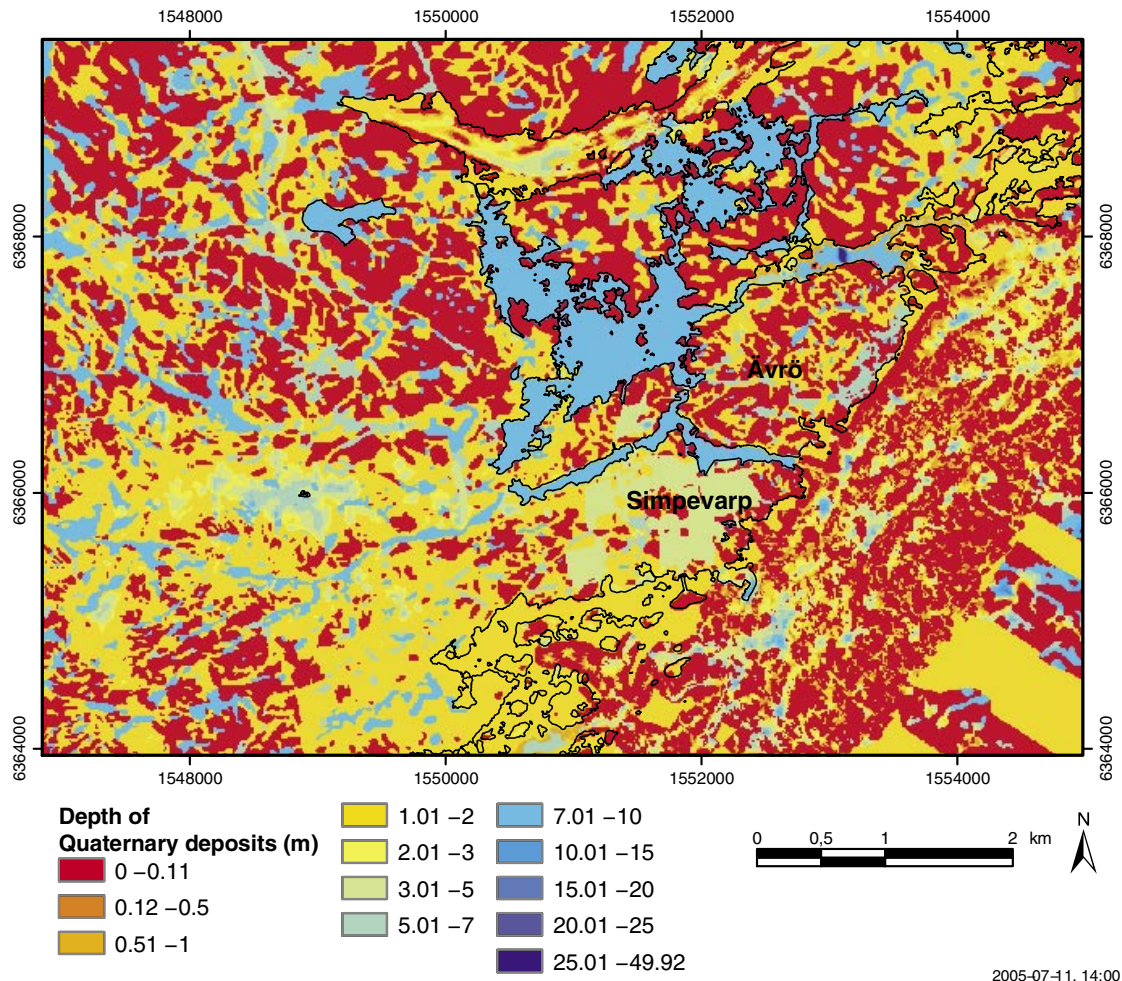 1548000 1550000 1552000 1554000
6368000 6368000
Ävrö
6366000 6366000
Simpevarp
6364000 6364000
1548000 1550000 1552000 1554000
Depth of
Quaternary deposits (m)
0 –0.11
0.12 –0.5
0.51 –1
1.01 –2
2.01 –3
3.01 –5
5.01 –7
7.01 –10
10.01 –15
15.01 –20
20.01 –25
25.01 –49.92
0 0,5 1 2 km
N
2005-07-11, 14:00